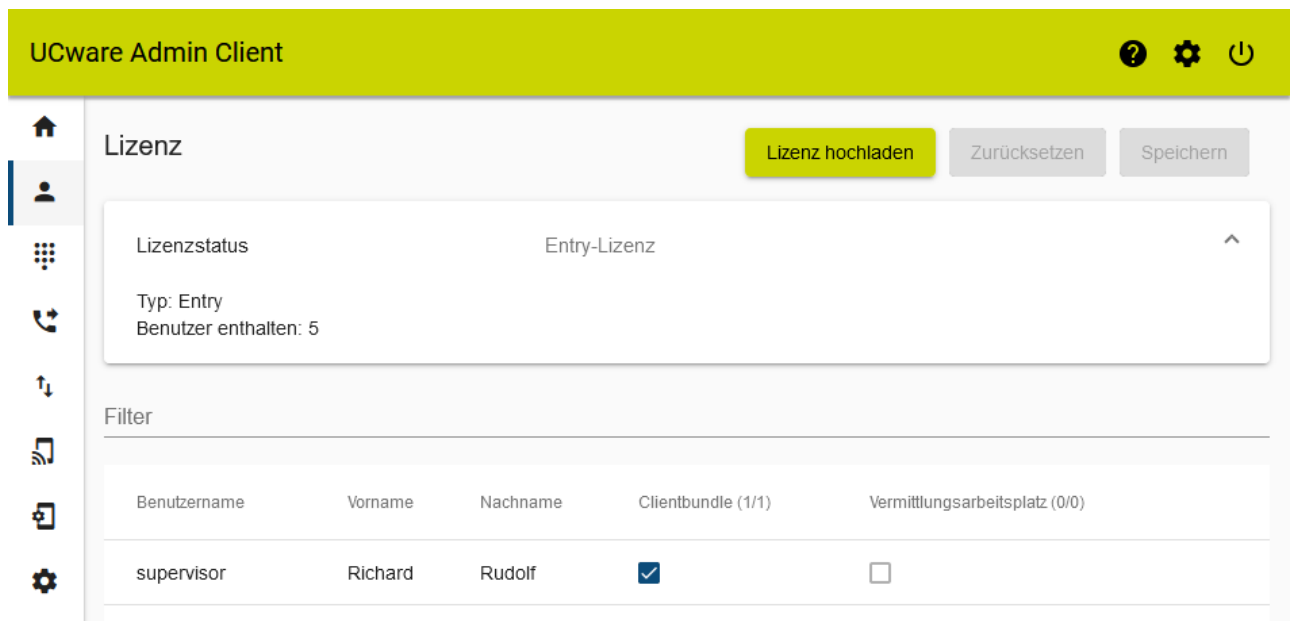 UCware Admin Client
Lizenz
Lizenz hochladen
Zurücksetzen
Speichern
Lizenzstatus
Entry-Lizenz
Typ: Entry
Benutzer enthalten: 5
Filter
Benutzername Vorname Nachname Clientbundle (1/1) Vermittlungsarbeitsplatz (0/0)
supervisor Richard Rudolf